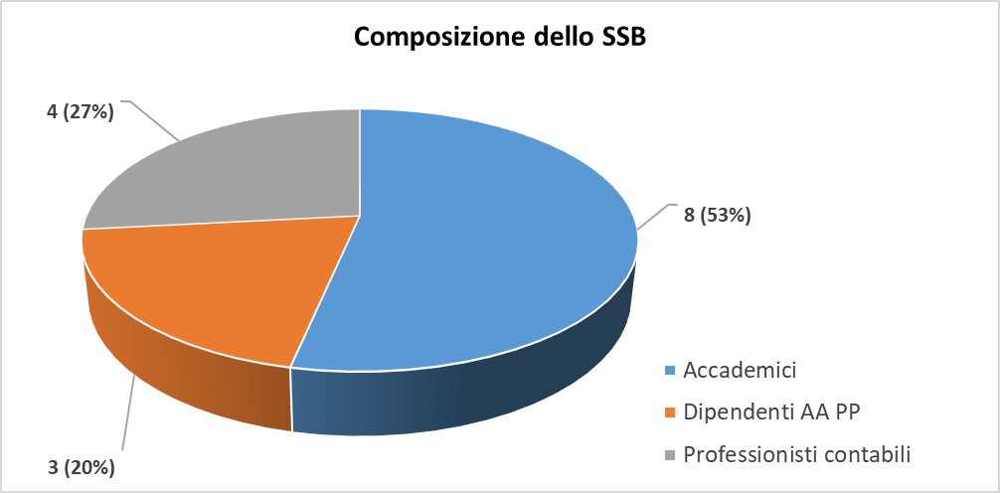 Composizione dello SSB
4 (27%)
8 (53%)
3 (20%)
Accademici
Dipendenti AA PP
Professionisti contabili